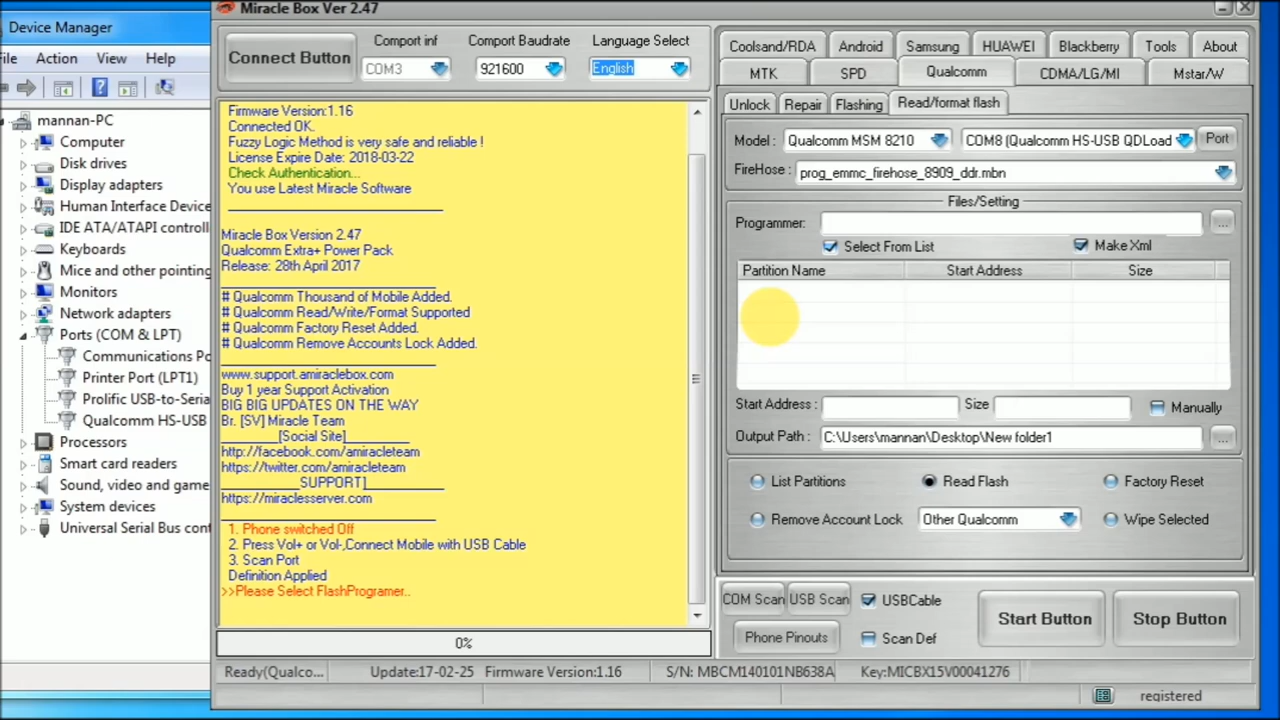 Device Manager
File Action View Help
mannan-PC
Computer
Disk drives
Display adapters
Human Interface Device
IDE ATA/ATAPI controll
Keyboards
Mice and other pointing
Monitors
Network adapters
Ports (COM & LPT)
Communications Po
Printer Port (LPT1)
Prolific USB-to-Seria
Qualcomm HS-USB
Processors
Smart card readers
Sound, video and game
System devices
Universal Serial Bus cont
Miracle Box Ver 2.47
Connect Button
Comport inf
COM3
Comport Baudrate
921600
Language Select
English
Firmware Version:1.16
Connected OK.
Fuzzy Logic Method is very safe and reliable !
License Expire Date: 2018-03-22
Check Authentication...
You use Latest Miracle Software
Miracle Box Version 2.47
Qualcomm Extra+ Power Pack
Release: 28th April 2017
# Qualcomm Thousand of Mobile Added.
# Qualcomm Read/Write/Format Supported
# Qualcomm Factory Reset Added.
# Qualcomm Remove Accounts Lock Added.
www.support.amiraclebox.com
Buy 1 year Support Activation
BIG BIG UPDATES ON THE WAY
Br. [SV] Miracle Team
________[Social Site]_________
http://facebook.com/amiracleteam
https://twitter.com/amiracleteam
___________SUPPORT]___________
https://miraclesserver.com
1. Phone switched Off
2. Press Vol+ or Vol-,Connect Mobile with USB Cable
3. Scan Port
Definition Applied
>>Please Select FlashProgramer..
0%
Coolsand/RDA Android Samsung HUAWEI Blackberry Tools About
MTK SPD Qualcomm CDMA/LG/MI Mstar/W
Unlock Repair Flashing Read/format flash
Model : Qualcomm MSM 8210 COM8 (Qualcomm HS-USB QDLoad Port
FireHose: prog_emmc_firehose_8909_ddr.mbn
Files/Setting
Programmer: ...
Select From List Make Xml
Partition Name Start Address Size
Start Address : Size Manually
Output Path : C:\Users\mannan\Desktop\New folder1 ...
List Partitions Read Flash Factory Reset
Remove Account Lock Other Qualcomm Wipe Selected
COM Scan USB Scan USBCable
Phone Pinouts Scan Def
Start Button Stop Button
Ready(Qualco... Update:17-02-25 Firmware Version:1.16 S/N: MBCM140101NB638A Key:MICBX15V00041276
registered